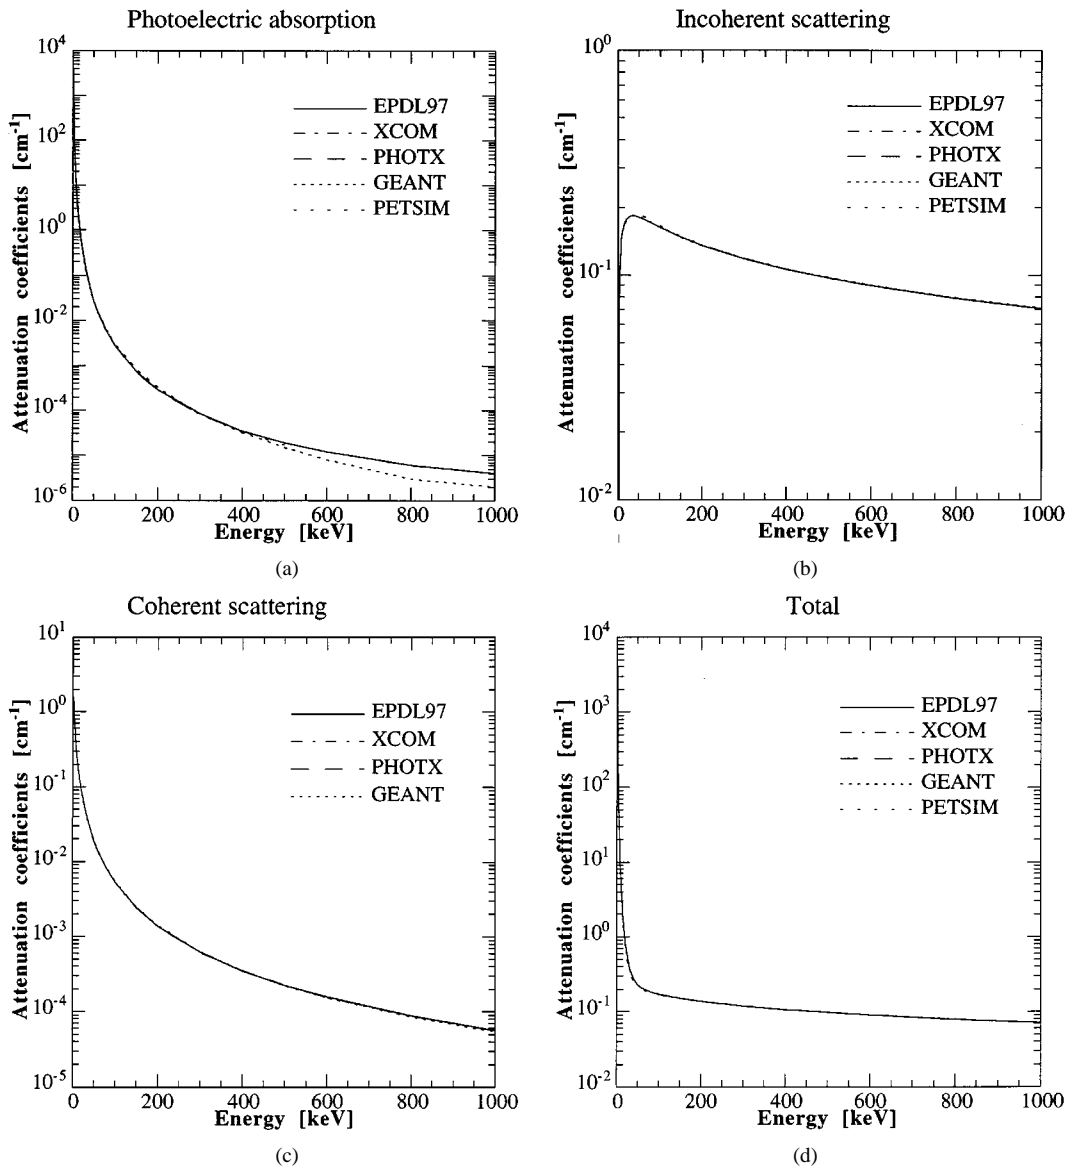 Photoelectric absorption
Attenuation coefficients [cm-1]
10^4
10^2
10^0
10^-2
10^-4
10^-6
EPDL97
XCOM
PHOTX
GEANT
PETSIM
0 200 400 600 800 1000
Energy [keV]
(a)
Incoherent scattering
Attenuation coefficients [cm-1]
10^0
10^-1
10^-2
EPDL97
XCOM
PHOTX
GEANT
PETSIM
0 200 400 600 800 1000
Energy [keV]
(b)
Coherent scattering
Attenuation coefficients [cm-1]
10^1
10^0
10^-1
10^-2
10^-3
10^-4
10^-5
EPDL97
XCOM
PHOTX
GEANT
0 200 400 600 800 1000
Energy [keV]
(c)
Total
Attenuation coefficients [cm-1]
10^4
10^3
10^2
10^1
10^0
10^-1
10^-2
EPDL97
XCOM
PHOTX
GEANT
PETSIM
0 200 400 600 800 1000
Energy [keV]
(d)